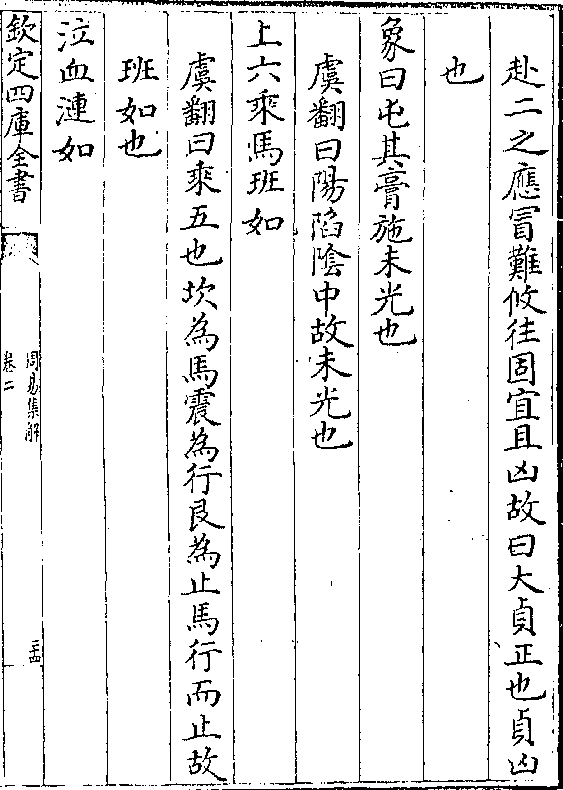 赴二之應冒難攸往固宜且凶故曰大貞正也貞凶
也
象曰屯其膏施未光也
虞翻曰陽陷陰中故未光也
上六乘馬班如
虞翻曰乘五也坎為馬震為行艮為止馬行而止故
班如也
泣血漣如
欽定四庫全書
周易集解
卷二